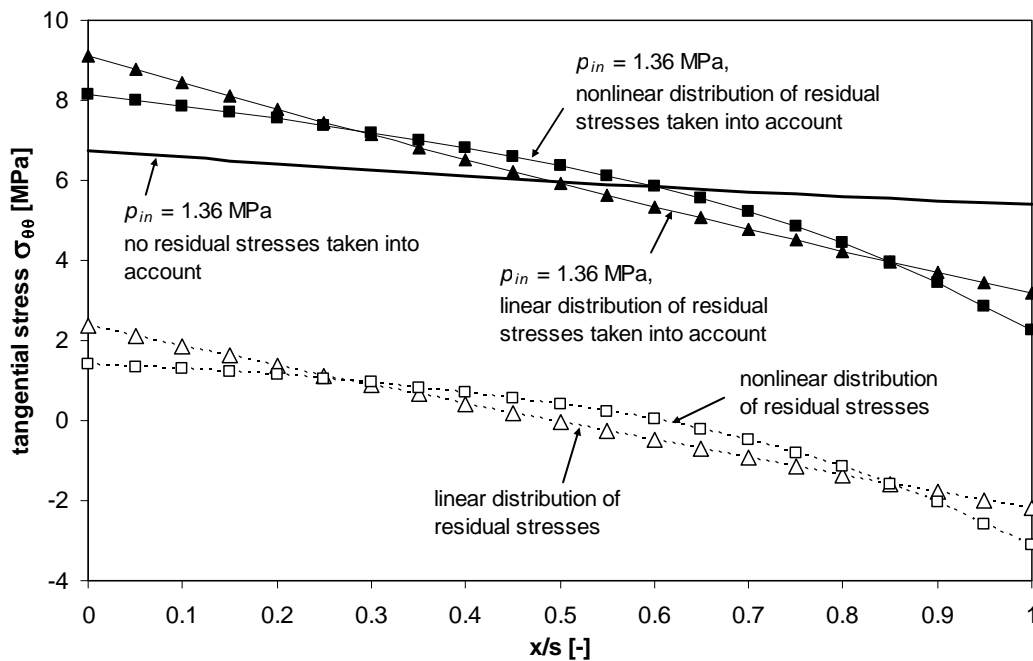 10
8
6
4
2
0
-2
-4
tangential stress σθθ [MPa]
pin = 1.36 MPa,
nonlinear distribution of residual
stresses taken into account
pin = 1.36 MPa
no residual stresses taken into
account
pin = 1.36 MPa,
linear distribution of residual
stresses taken into account
nonlinear distribution
of residual stresses
linear distribution of
residual stresses
0 0.1 0.2 0.3 0.4 0.5 0.6 0.7 0.8 0.9 1
x/s [-]